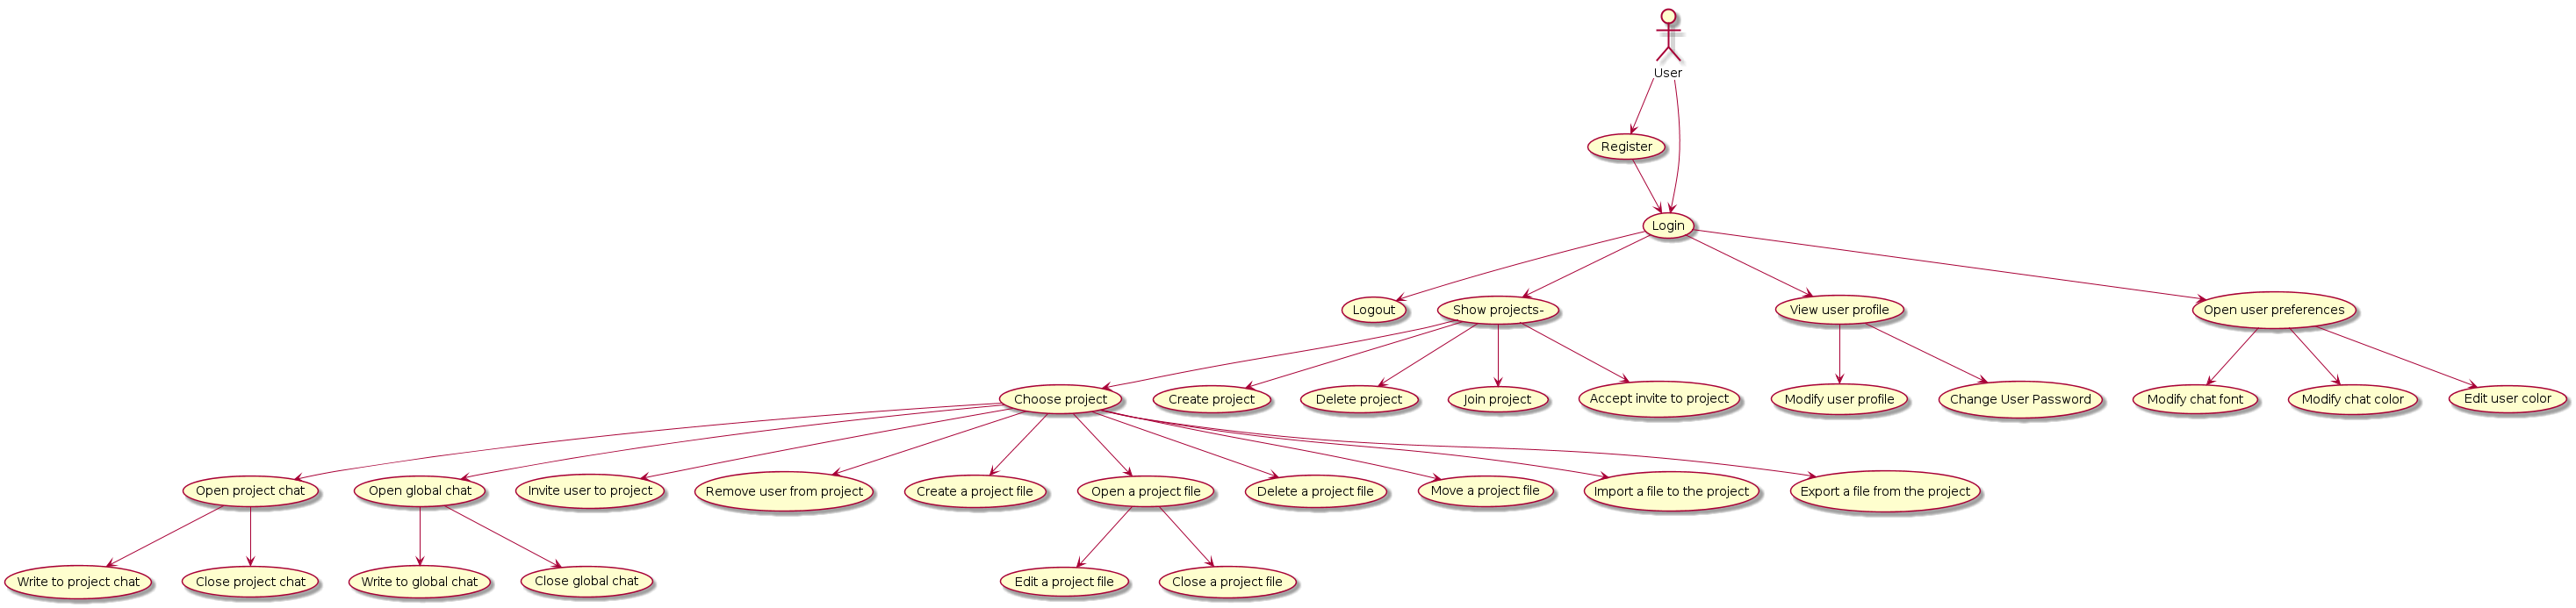 User
Register
Login
Logout
Show projects-
View user profile
Open user preferences
Choose project
Create project
Delete project
Join project
Accept invite to project
Modify user profile
Change User Password
Modify chat font
Modify chat color
Edit user color
Open project chat
Open global chat
Invite user to project
Remove user from project
Create a project file
Open a project file
Delete a project file
Move a project file
Import a file to the project
Export a file from the project
Write to project chat
Close project chat
Write to global chat
Close global chat
Edit a project file
Close a project file